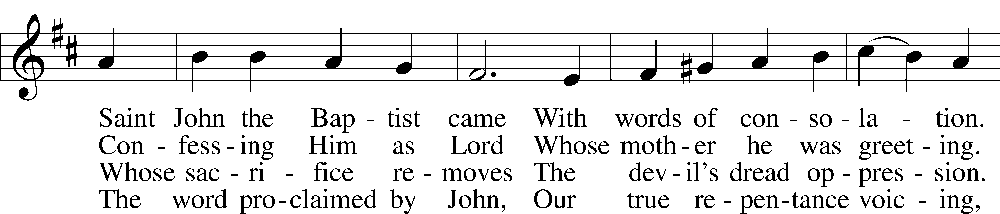 Saint John the Bap - tist came With words of con - so - la - tion.
Con - fess - ing Him as Lord Whose moth - er he was greet - ing.
Whose sac - ri - fice re - moves The dev - il's dread op - pres - sion.
The word pro - claimed by John, Our true re - pen - tance voic - ing,